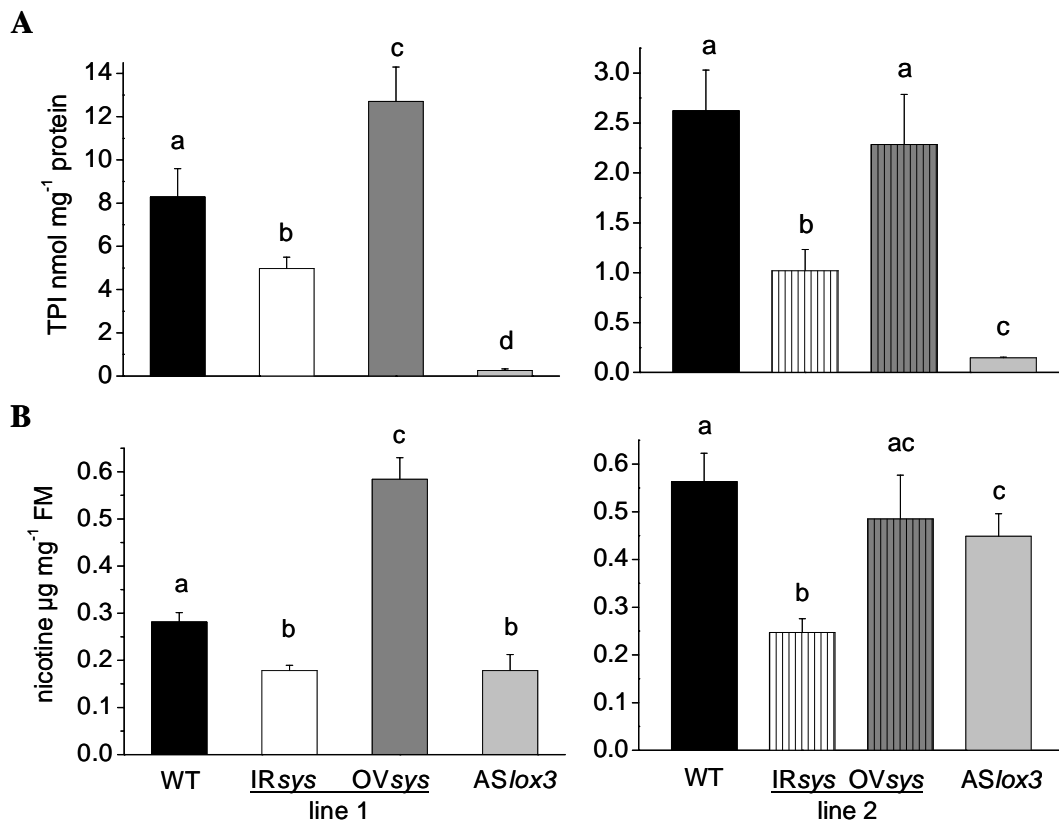 A
TPI nmol mg⁻¹ protein
14
12
10
8
6
4
2
0
a
b
c
d
3.0
2.5
2.0
1.5
1.0
0.5
0.0
a
b
a
c
B
nicotine µg mg⁻¹ FM
0.6
0.5
0.4
0.3
0.2
0.1
0.0
a
b
c
b
WT IRsys OVsys ASlox3
line 1
0.6
0.5
0.4
0.3
0.2
0.1
0.0
a
b
ac
c
WT IRsys OVsys ASlox3
line 2